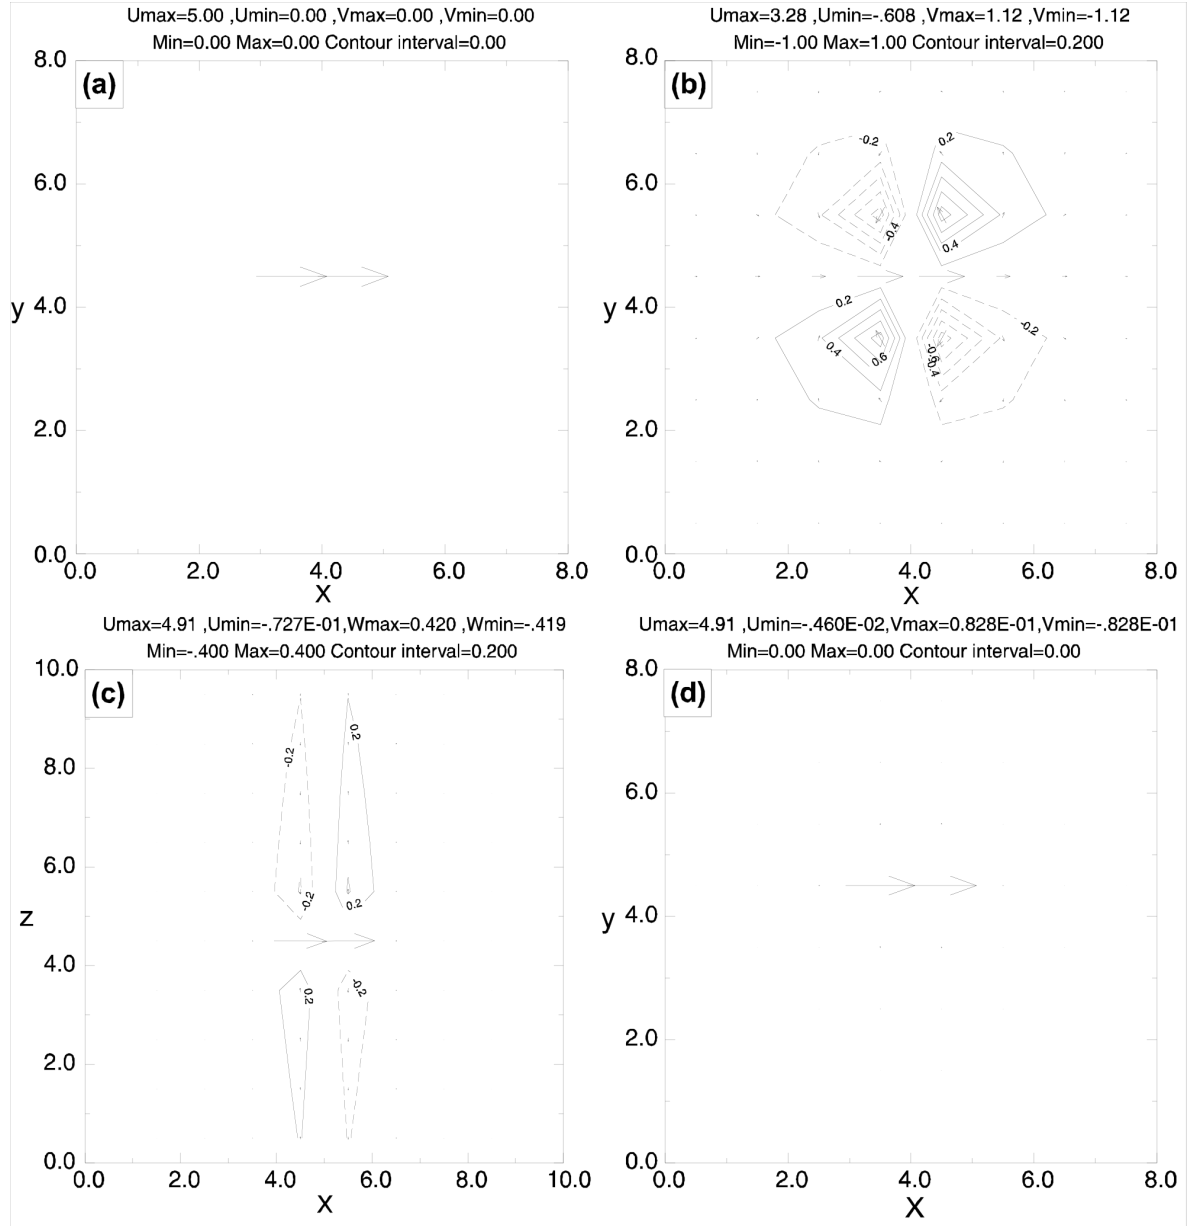 Umax=5.00 ,Umin=0.00 ,Vmax=0.00 ,Vmin=0.00
Min=0.00 Max=0.00 Contour interval=0.00
(a)
8.0
6.0
y
4.0
2.0
0.0
0.0 2.0 4.0 6.0 8.0
X
Umax=3.28 ,Umin=-.608 ,Vmax=1.12 ,Vmin=-1.12
Min=-1.00 Max=1.00 Contour interval=0.200
(b)
8.0
-0.2
0.2
6.0
-0.4
0.4
y
4.0
0.2
-0.2
0.4
0.6
-0.6
-0.4
2.0
0.0
0.0 2.0 4.0 6.0 8.0
X
Umax=4.91 ,Umin=-.727E-01,Wmax=0.420 ,Wmin=-.419
Min=-.400 Max=0.400 Contour interval=0.200
(c)
10.0
-0.2
0.2
8.0
6.0
-0.2
0.2
z
4.0
0.2
-0.2
2.0
0.0
0.0 2.0 4.0 6.0 8.0 10.0
X
Umax=4.91 ,Umin=-.460E-02,Vmax=0.828E-01,Vmin=-.828E-01
Min=0.00 Max=0.00 Contour interval=0.00
(d)
8.0
6.0
y
4.0
2.0
0.0
0.0 2.0 4.0 6.0 8.0
X